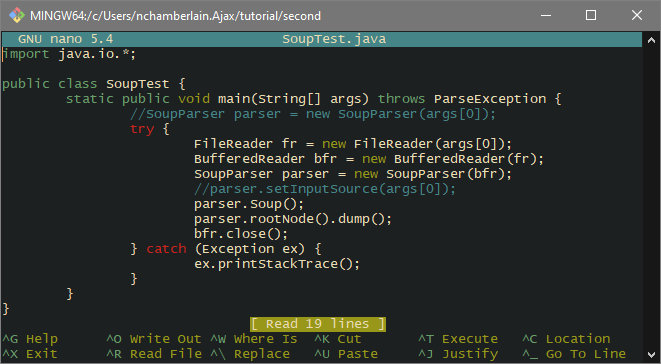 MINGW64:/c/Users/nchamberlain.Ajax/tutorial/second
GNU nano 5.4 SoupTest.java
import java.io.*;
public class SoupTest {
static public void main(String[] args) throws ParseException {
//SoupParser parser = new SoupParser(args[0]);
try {
FileReader fr = new FileReader(args[0]);
BufferedReader bfr = new BufferedReader(fr);
SoupParser parser = new SoupParser(bfr);
//parser.setInputSource(args[0]);
parser.Soup();
parser.rootNode().dump();
bfr.close();
} catch (Exception ex) {
ex.printStackTrace();
}
}
}
[ Read 19 lines ]
^G Help ^O Write Out ^W Where Is ^K Cut ^T Execute ^C Location
^X Exit ^R Read File ^\ Replace ^U Paste ^J Justify ^_ Go To Line